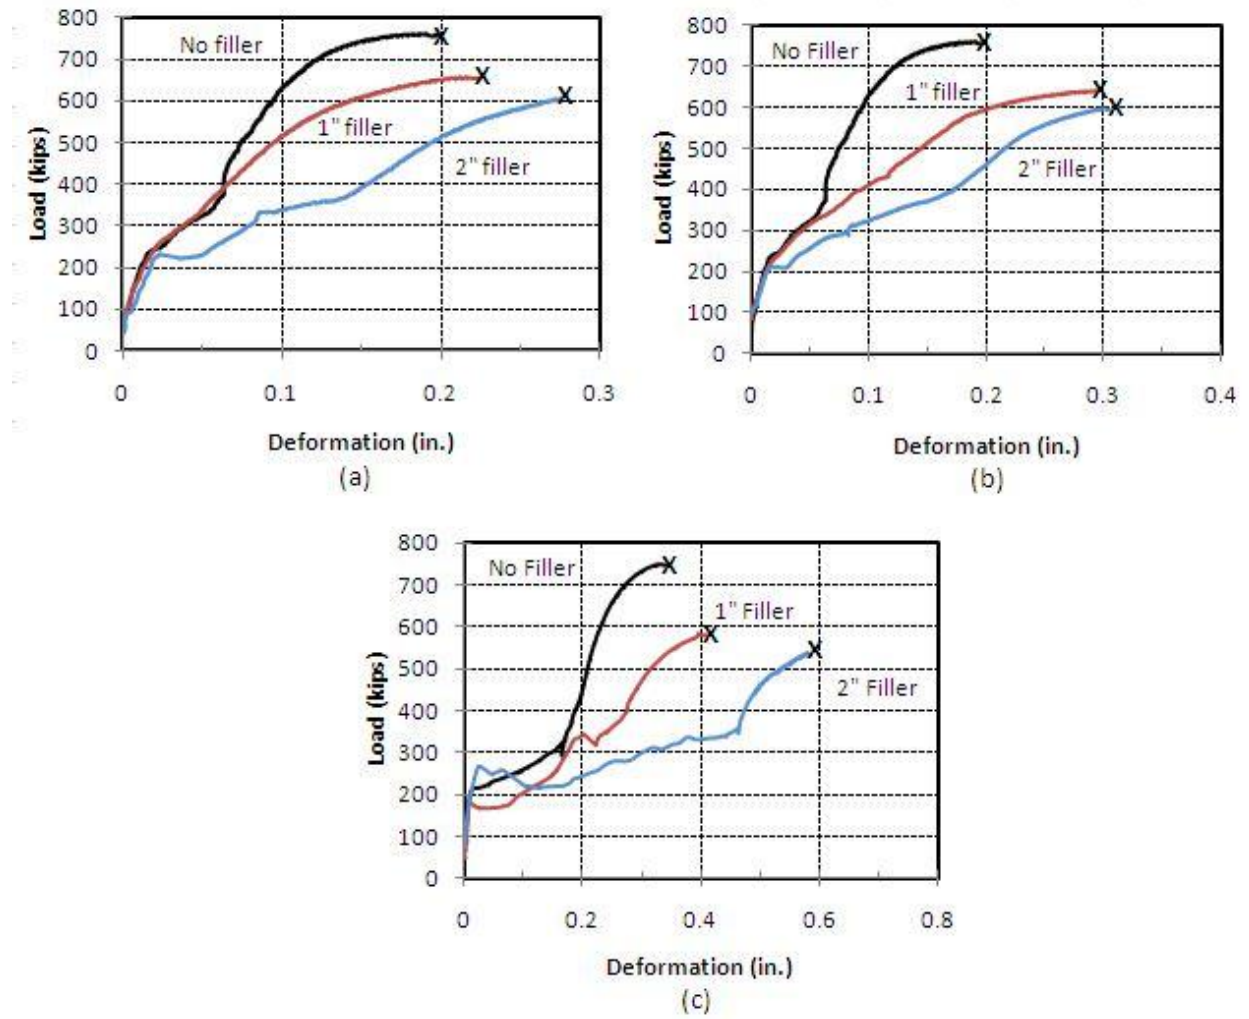 800
700
600
500
400
300
200
100
0
Load (kips)
No filler
X
X
1" filler
X
2" filler
0 0.1 0.2 0.3
Deformation (in.)
(a)
800
700
600
500
400
300
200
100
0
Load (kips)
No Filler
X
1" filler
X
X
2" Filler
0 0.1 0.2 0.3 0.4
Deformation (in.)
(b)
800
700
600
500
400
300
200
100
0
Load (kips)
No Filler
X
1" Filler
X
X
2" Filler
0 0.2 0.4 0.6 0.8
Deformation (in.)
(c)